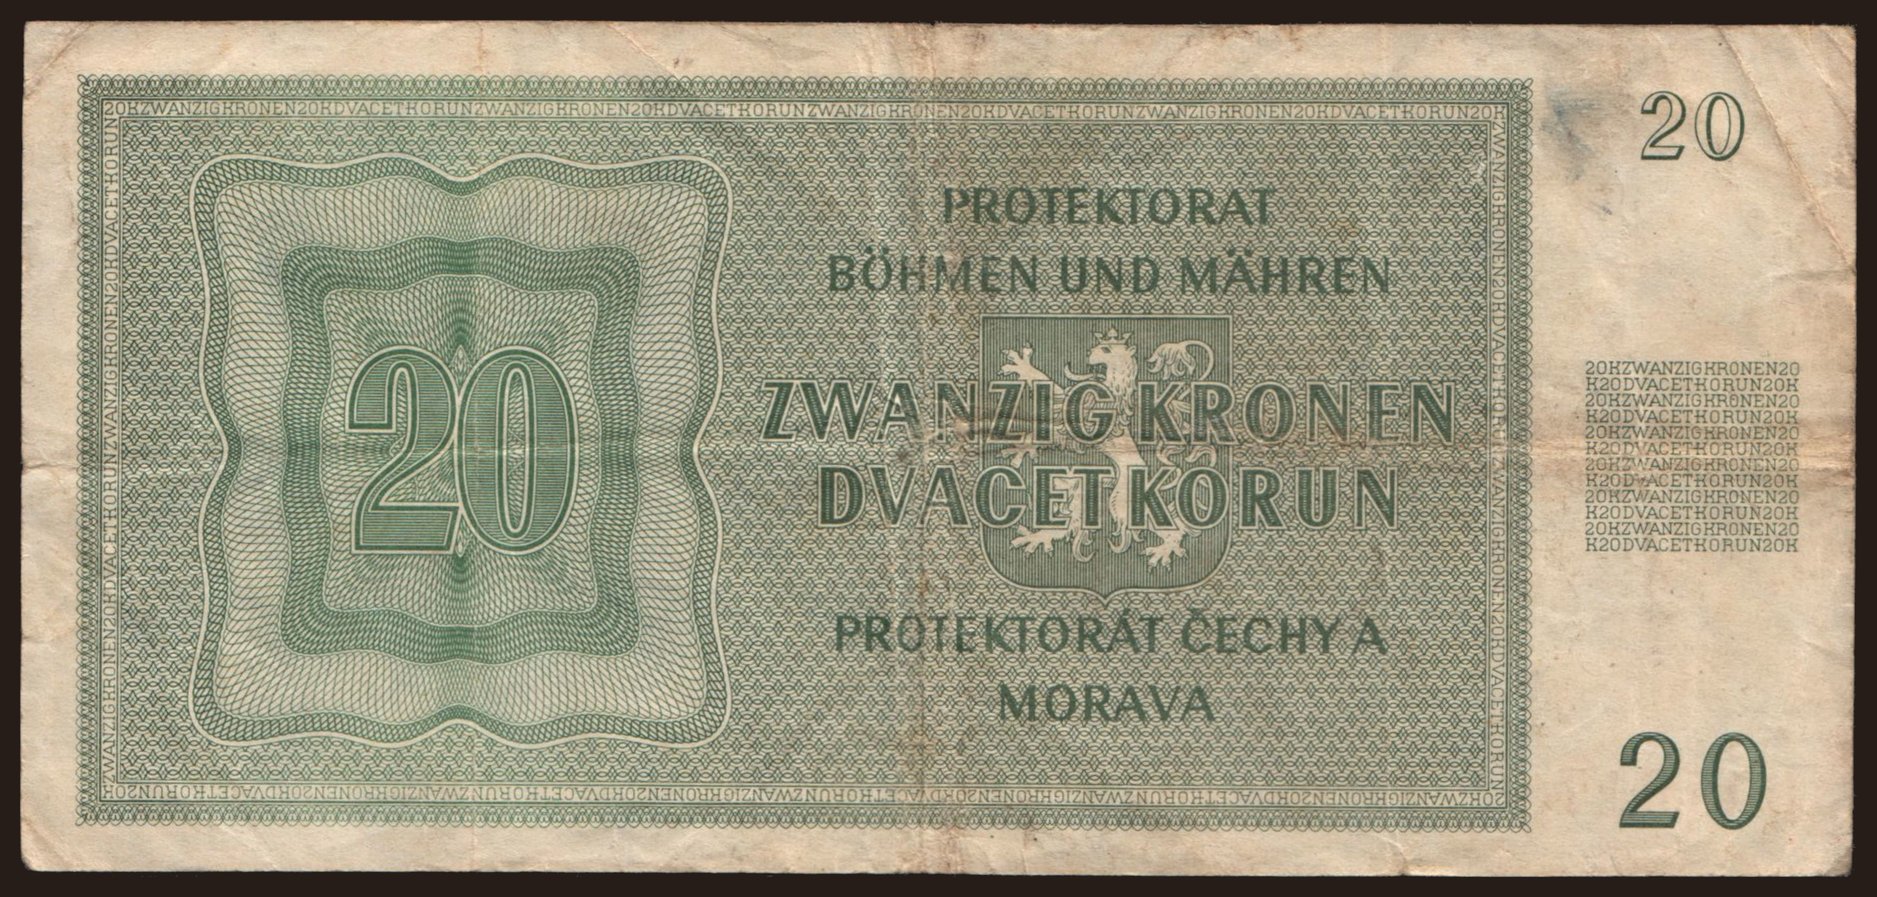 20KZWANZIGKRONEN20KDVACETKORUNZWANZIGKRONEN20KDVACETKORUNZWANZIGKRONEN20KDVACETKORUNZWANZIGKRONEN20KDVACETKORUN20K
20
PROTEKTORAT
BÖHMEN UND MÄHREN
20
ZWANZIG KRONEN
DVACET KORUN
PROTEKTORÁT ČECHY A
MORAVA
20KZWANZIGKRONEN20
K20DVACETKORUN20K
20KZWANZIGKRONEN20
K20DVACETKORUN20K
20KZWANZIGKRONEN20
K20DVACETKORUN20K
20KZWANZIGKRONEN20
K20DVACETKORUN20K
20KZWANZIGKRONEN20
K20DVACETKORUN20K
20KZWANZIGKRONEN20
K20DVACETKORUN20K
20